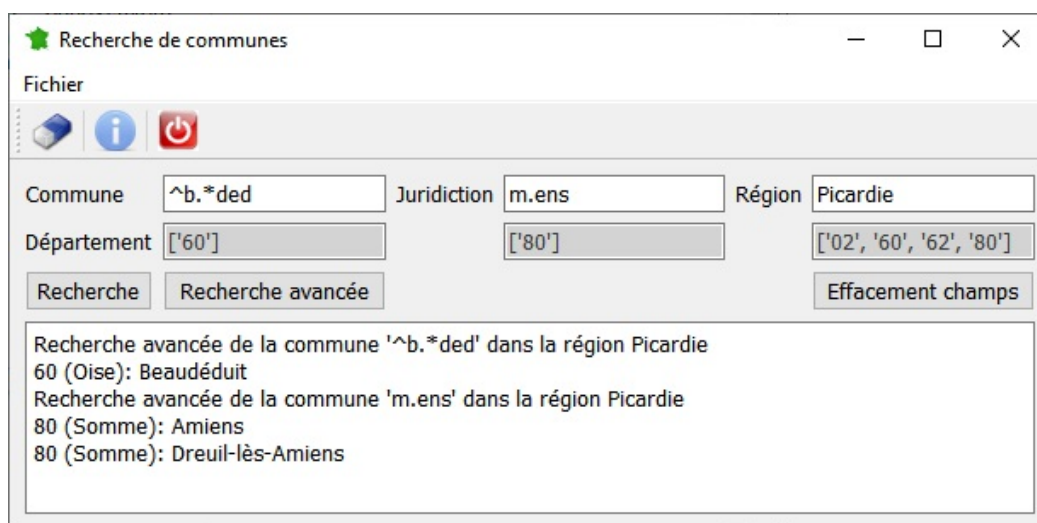 Recherche de communes
Fichier
Commune ^b.*ded Juridiction m.ens Région Picardie
Département ['60'] ['80'] ['02', '60', '62', '80']
Recherche Recherche avancée Effacement champs
Recherche avancée de la commune '^b.*ded' dans la région Picardie
60 (Oise): Beaudéduit
Recherche avancée de la commune 'm.ens' dans la région Picardie
80 (Somme): Amiens
80 (Somme): Dreuil-lès-Amiens